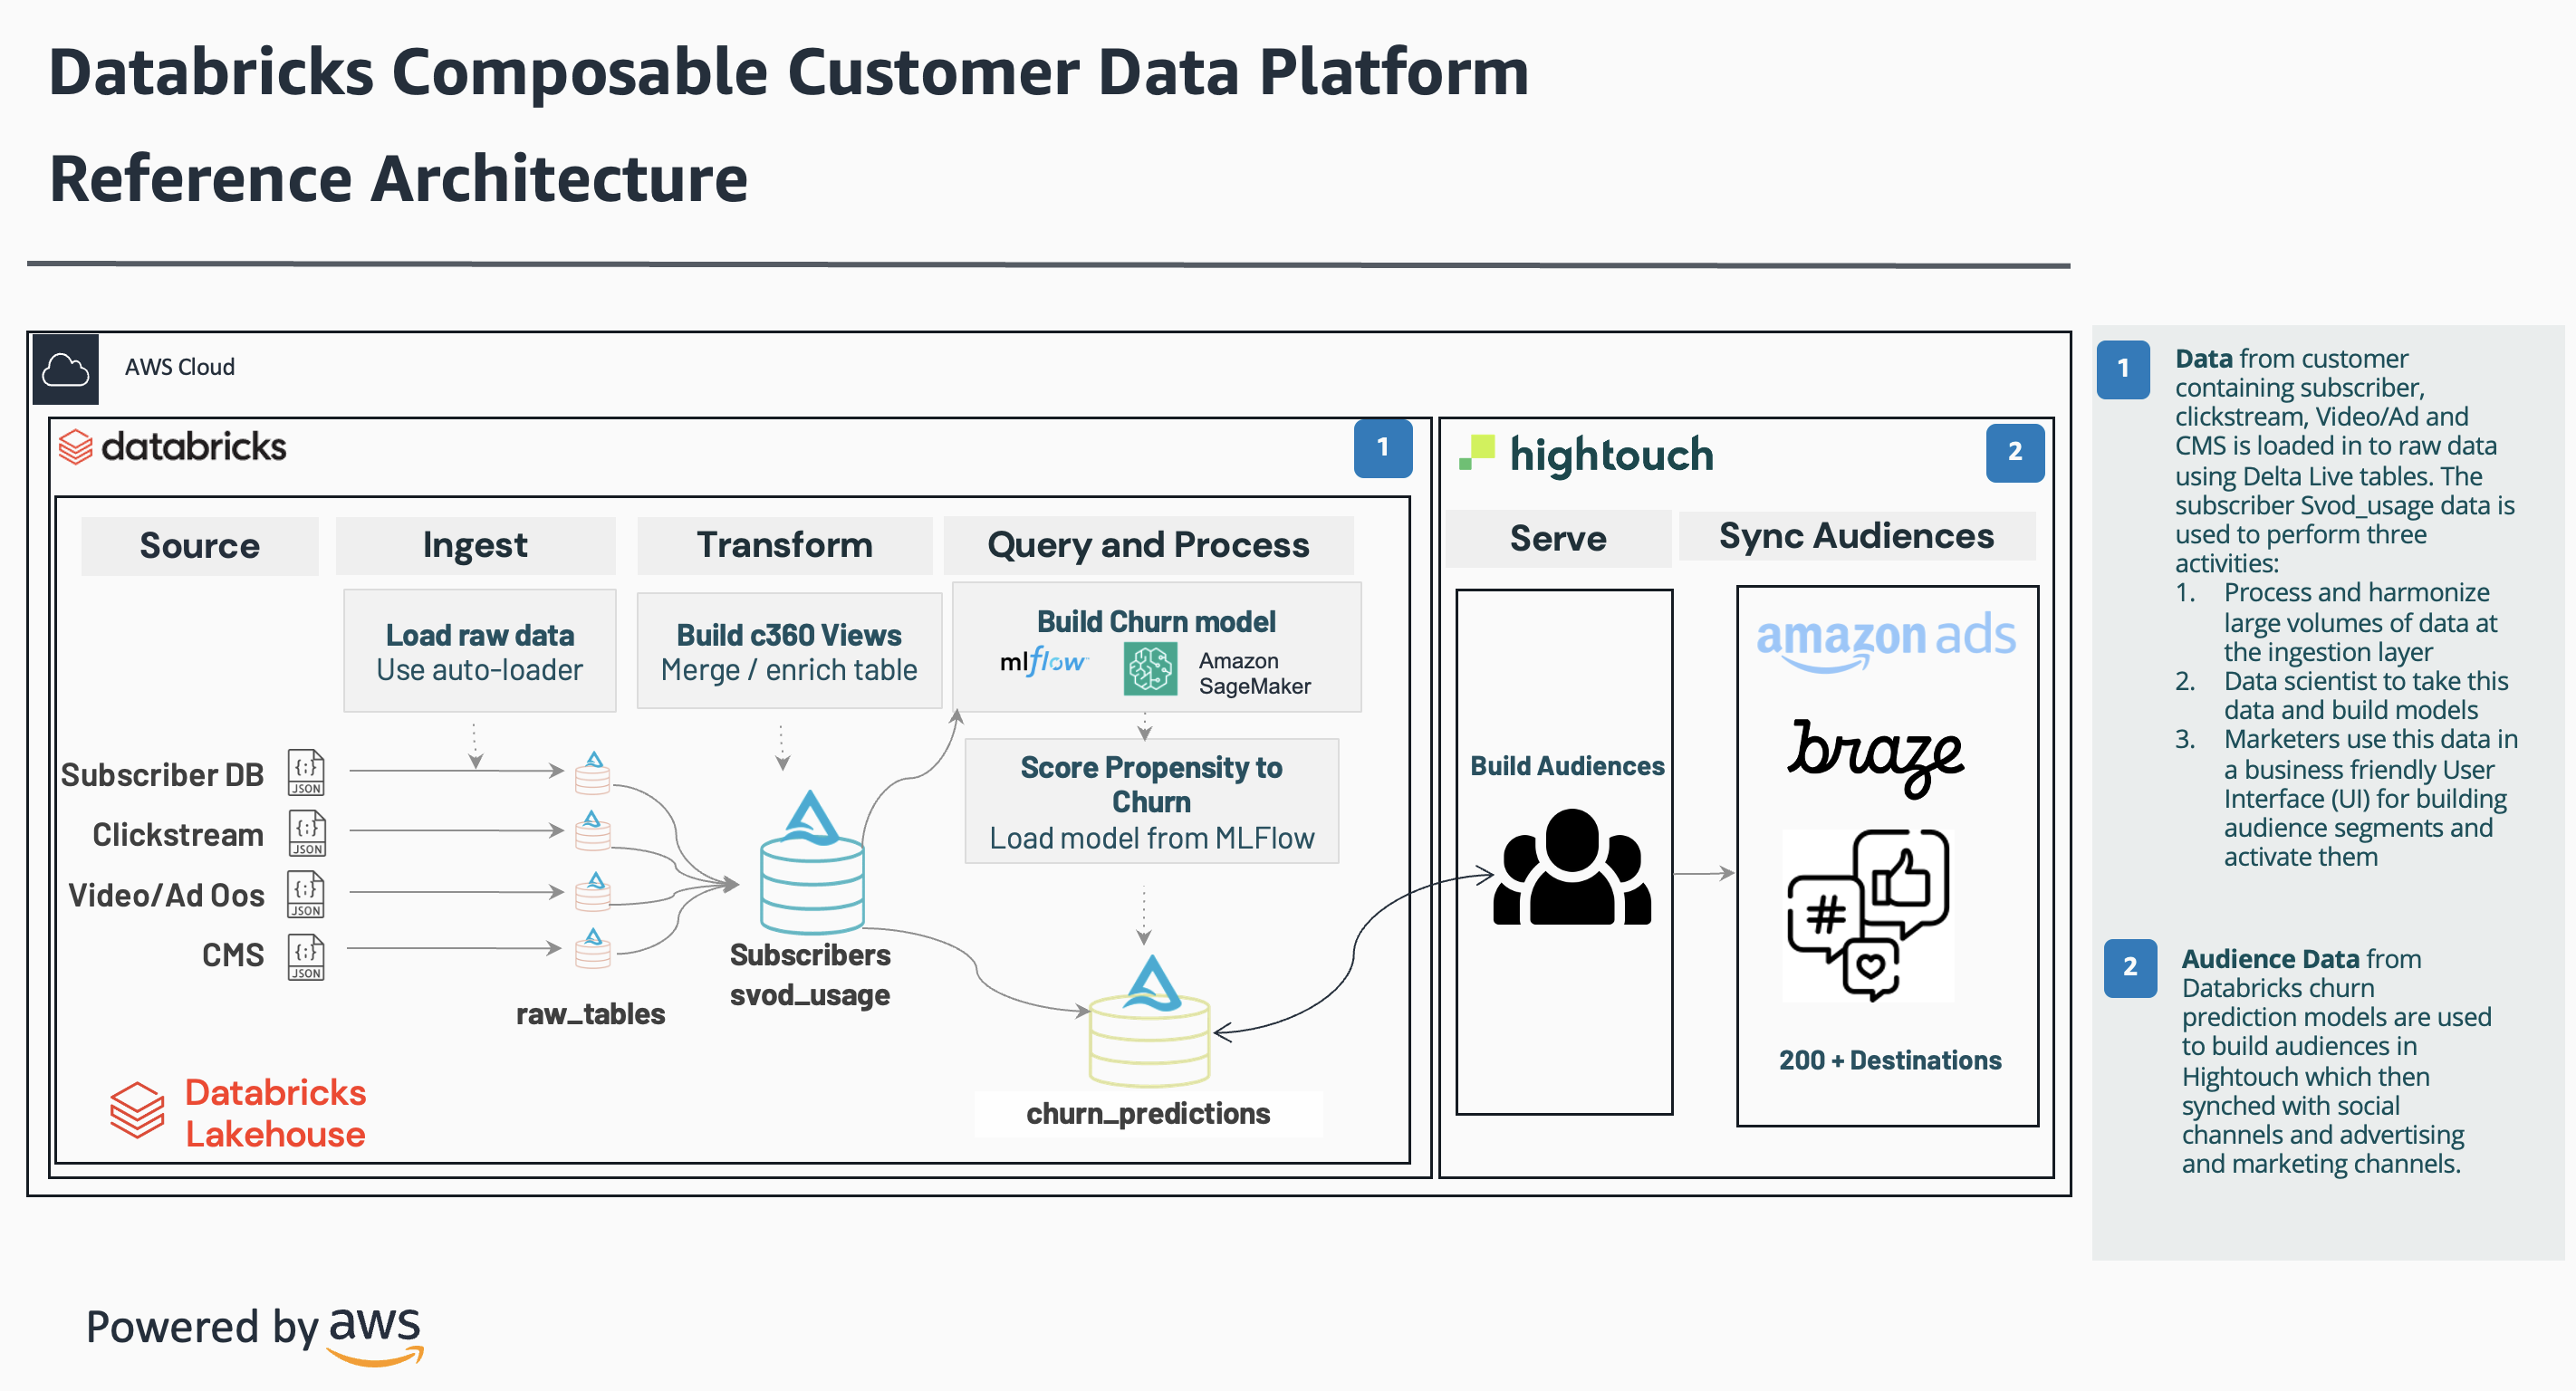 Databricks Composable Customer Data Platform
Reference Architecture
AWS Cloud
databricks
1
hightouch
2
Source
Ingest
Transform
Query and Process
Serve
Sync Audiences
Load raw data
Use auto-loader
Build c360 Views
Merge / enrich table
Build Churn model
mlflow
Amazon
SageMaker
Score Propensity to
Churn
Load model from MLFlow
Subscriber DB
{;}
JSON
Clickstream
{;}
JSON
Video/Ad Oos
{;}
JSON
CMS
{;}
JSON
raw_tables
Subscribers
svod_usage
churn_predictions
Databricks
Lakehouse
Build Audiences
amazon ads
braze
#
200 + Destinations
1
Data from customer
containing subscriber,
clickstream, Video/Ad and
CMS is loaded in to raw data
using Delta Live tables. The
subscriber Svod_usage data is
used to perform three
activities:
1. Process and harmonize
large volumes of data at
the ingestion layer
2. Data scientist to take this
data and build models
3. Marketers use this data in
a business friendly User
Interface (UI) for building
audience segments and
activate them
2
Audience Data from
Databricks churn
prediction models are used
to build audiences in
Hightouch which then
synched with social
channels and advertising
and marketing channels.
Powered by aws